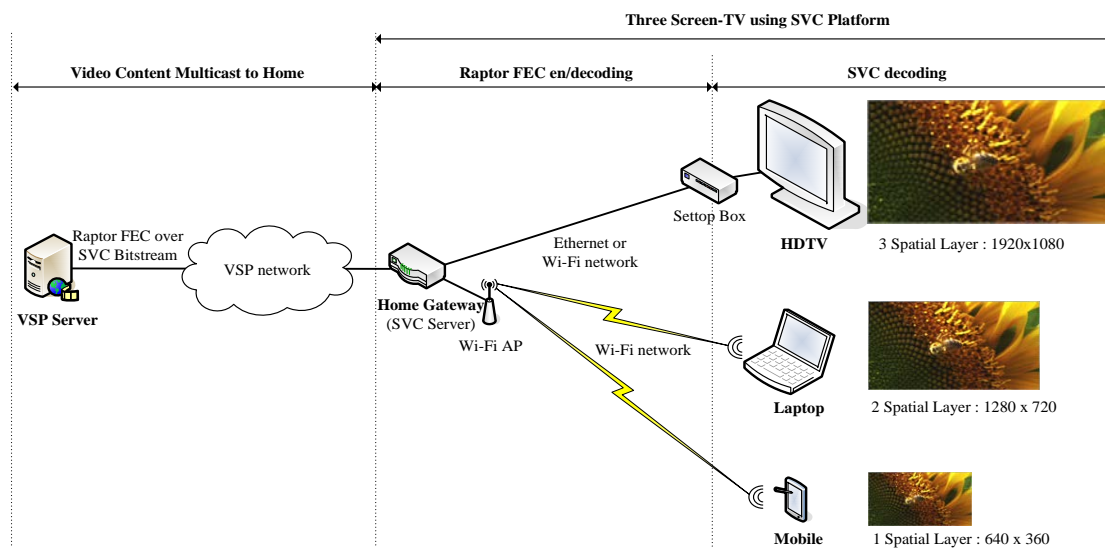 Three Screen-TV using SVC Platform
Video Content Multicast to Home
Raptor FEC en/decoding
SVC decoding
Raptor FEC over
SVC Bitstream
VSP Server
VSP network
Home Gateway
(SVC Server)
Wi-Fi AP
Ethernet or
Wi-Fi network
Wi-Fi network
Settop Box
HDTV
3 Spatial Layer : 1920x1080
Laptop
2 Spatial Layer : 1280 x 720
Mobile
1 Spatial Layer : 640 x 360